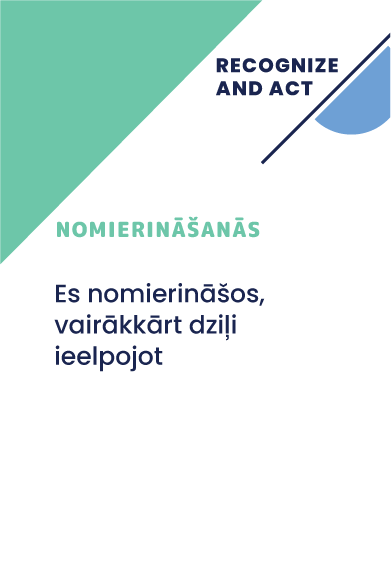 RECOGNIZE
AND ACT
NOMIERINĀŠANĀS
Es nomierināšos,
vairākkārt dziļi
ieelpojot